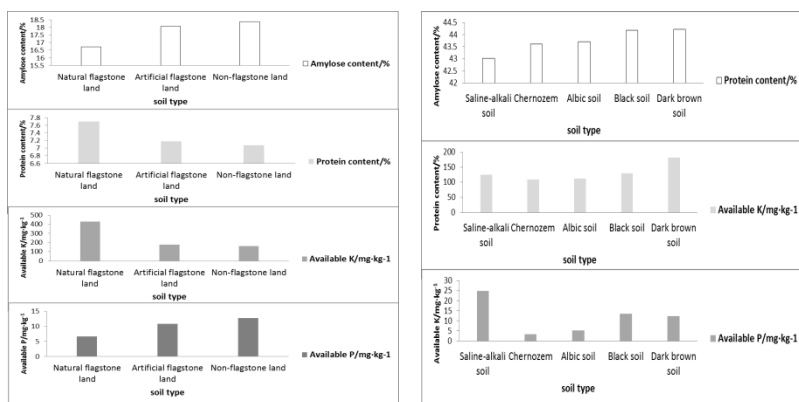 Amylose content/%
18.5
18
17.5
17
16.5
16
15.5
Natural flagstone land
Artificial flagstone land
Non-flagstone land
soil type
Amylose content/%
Protein content/%
7.8
7.6
7.4
7.2
7
6.8
6.6
Natural flagstone land
Artificial flagstone land
Non-flagstone land
soil type
Protein content/%
Available K/mg·kg-1
500
400
300
200
100
0
Natural flagstone land
Artificial flagstone land
Non-flagstone land
soil type
Available K/mg·kg-1
Available P/mg·kg-1
15
10
5
0
Natural flagstone land
Artificial flagstone land
Non-flagstone land
soil type
Available P/mg·kg-1
Amylose content/%
44.5
44
43.5
43
42.5
42
Saline-alkali soil
Chernozem
Albic soil
Black soil
Dark brown soil
soil type
Protein content/%
Protein content/%
200
150
100
50
0
Saline-alkali soil
Chernozem
Albic soil
Black soil
Dark brown soil
soil type
Available K/mg·kg-1
Available K/mg·kg-1
30
25
20
15
10
5
0
Saline-alkali soil
Chernozem
Albic soil
Black soil
Dark brown soil
soil type
Available P/mg·kg-1